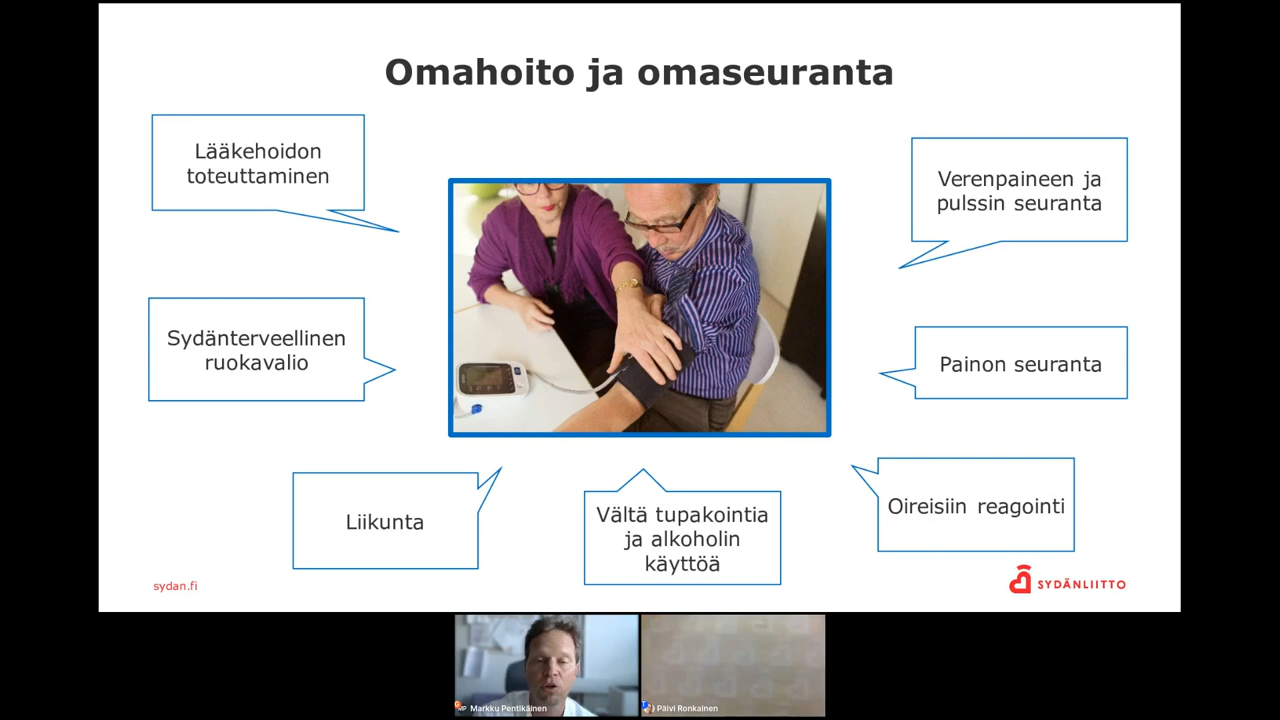 Omahoito ja omaseuranta
Lääkehoidon
toteuttaminen
Verenpaineen ja
pulssin seuranta
Sydänterveellinen
ruokavalio
Painon seuranta
Liikunta
Vältä tupakointia
ja alkoholin
käyttöä
Oireisiin reagointi
sydan.fi
SYDÄNLIITTO
MP Markku Pentikäinen
Päivi Ronkainen